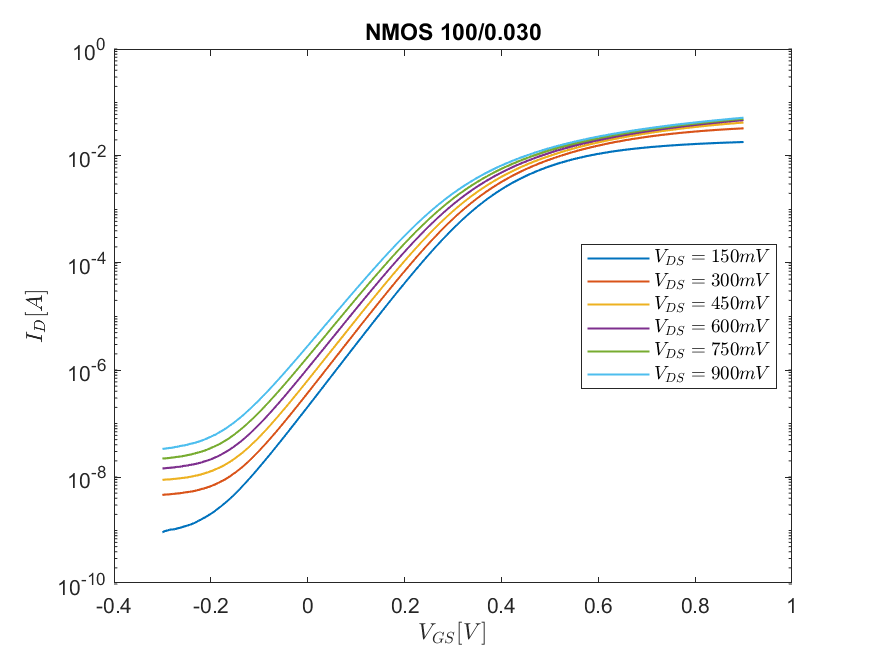 NMOS 100/0.030
10^0
10^-2
10^-4
10^-6
10^-8
10^-10
I_D[A]
V_DS = 150mV
V_DS = 300mV
V_DS = 450mV
V_DS = 600mV
V_DS = 750mV
V_DS = 900mV
-0.4 -0.2 0 0.2 0.4 0.6 0.8 1
V_GS[V]